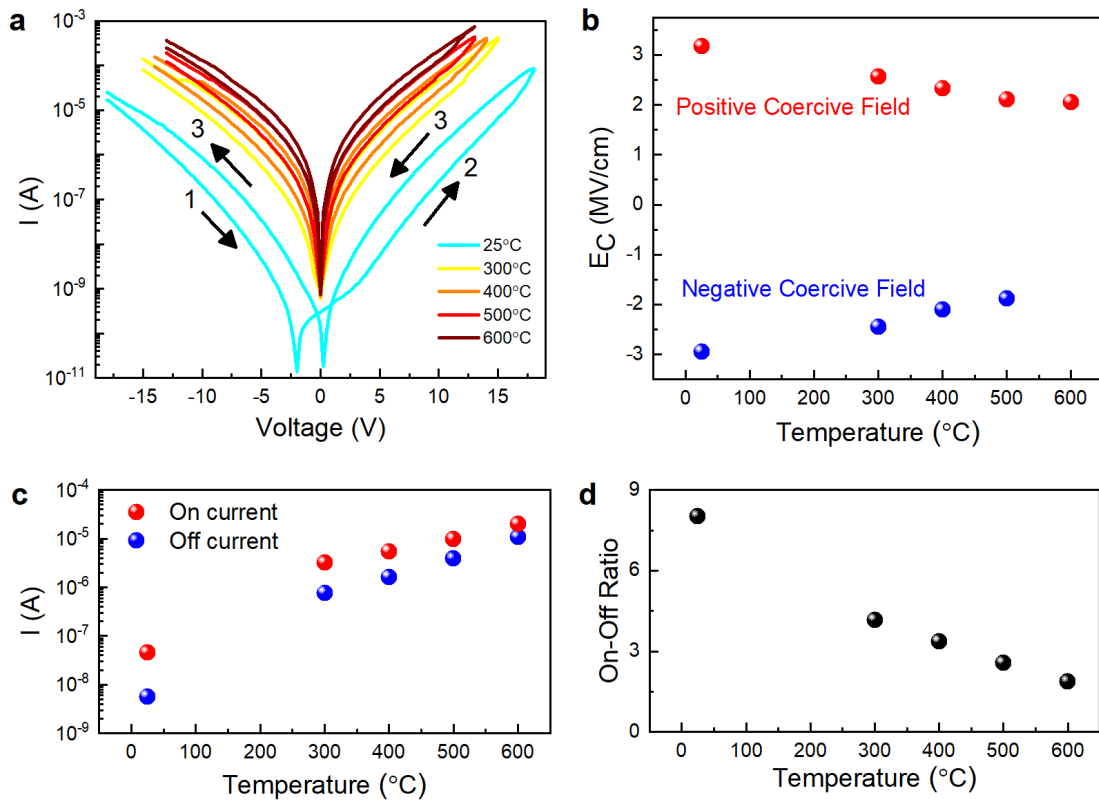 a
10⁻³
10⁻⁵
10⁻⁷
10⁻⁹
10⁻¹¹
I (A)
3
1
3
2
25°C
300°C
400°C
500°C
600°C
-15
-10
-5
0
5
10
15
Voltage (V)
b
3
2
1
0
-1
-2
-3
E_C (MV/cm)
Positive Coercive Field
Negative Coercive Field
0
100
200
300
400
500
600
Temperature (°C)
c
10⁻⁴
10⁻⁵
10⁻⁶
10⁻⁷
10⁻⁸
10⁻⁹
I (A)
On current
Off current
0
100
200
300
400
500
600
Temperature (°C)
d
9
6
3
0
On-Off Ratio
0
100
200
300
400
500
600
Temperature (°C)